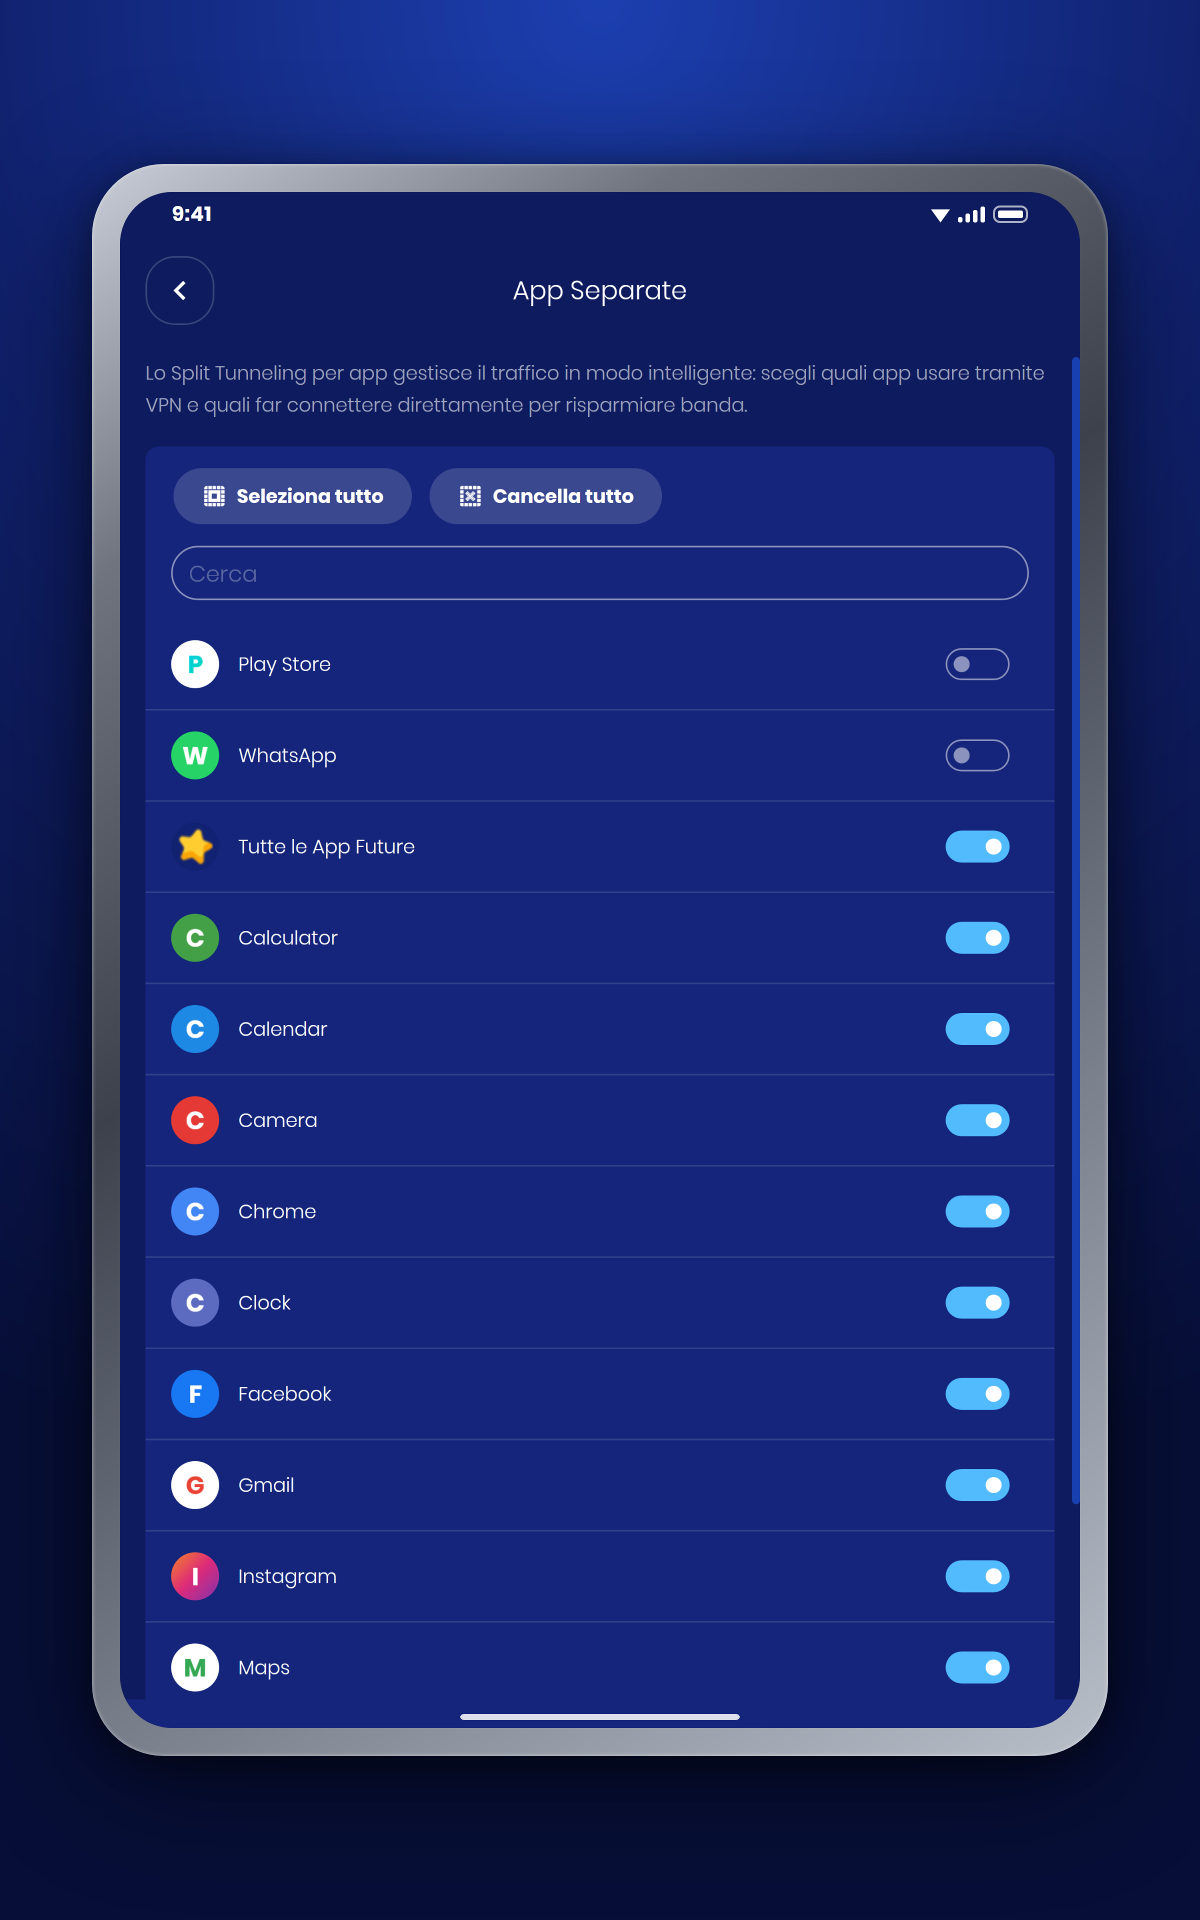 9:41
App Separate
Lo Split Tunneling per app gestisce il traffico in modo intelligente: scegli quali app usare tramite
VPN e quali far connettere direttamente per risparmiare banda.
Seleziona tutto Cancella tutto
Cerca
P Play Store
W WhatsApp
Tutte le App Future
C Calculator
C Calendar
C Camera
C Chrome
C Clock
F Facebook
G Gmail
I Instagram
M Maps